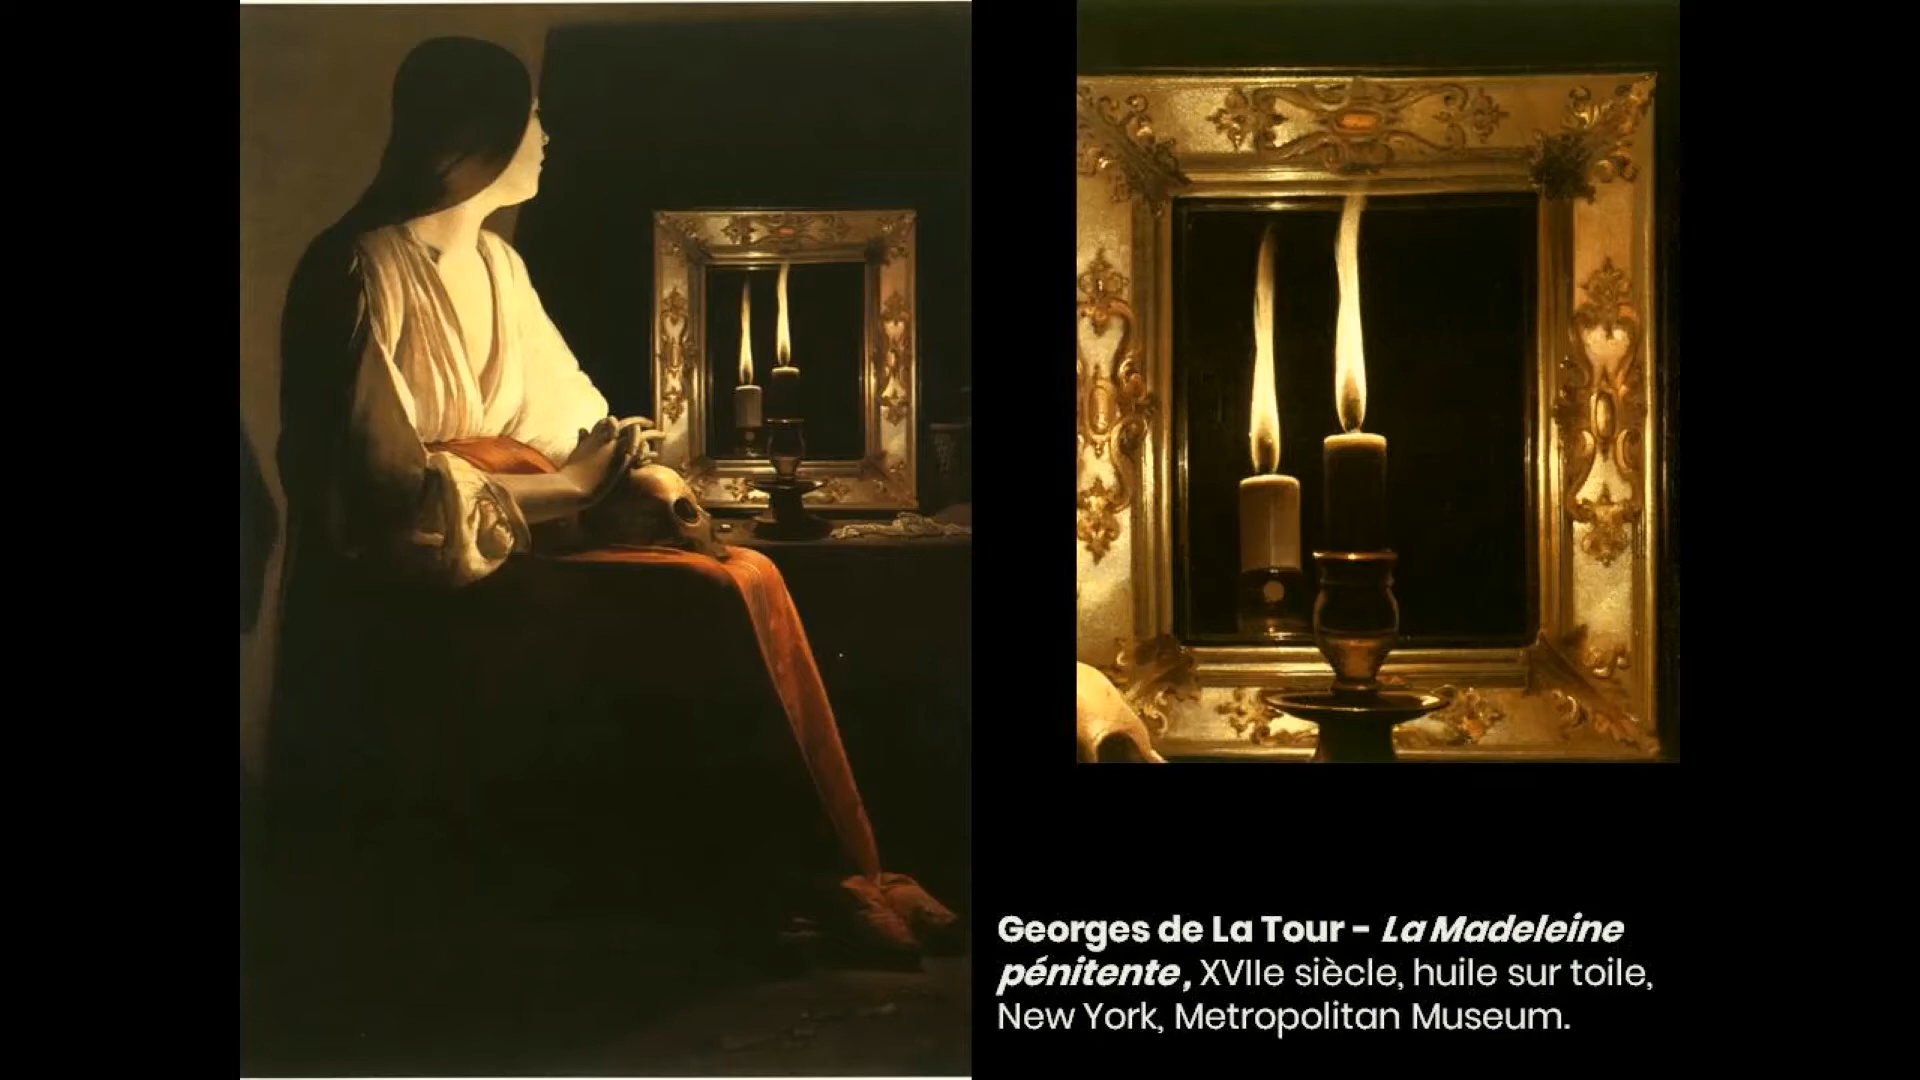 Georges de La Tour - La Madeleine
pénitente, XVIIe siècle, huile sur toile,
New York, Metropolitan Museum.